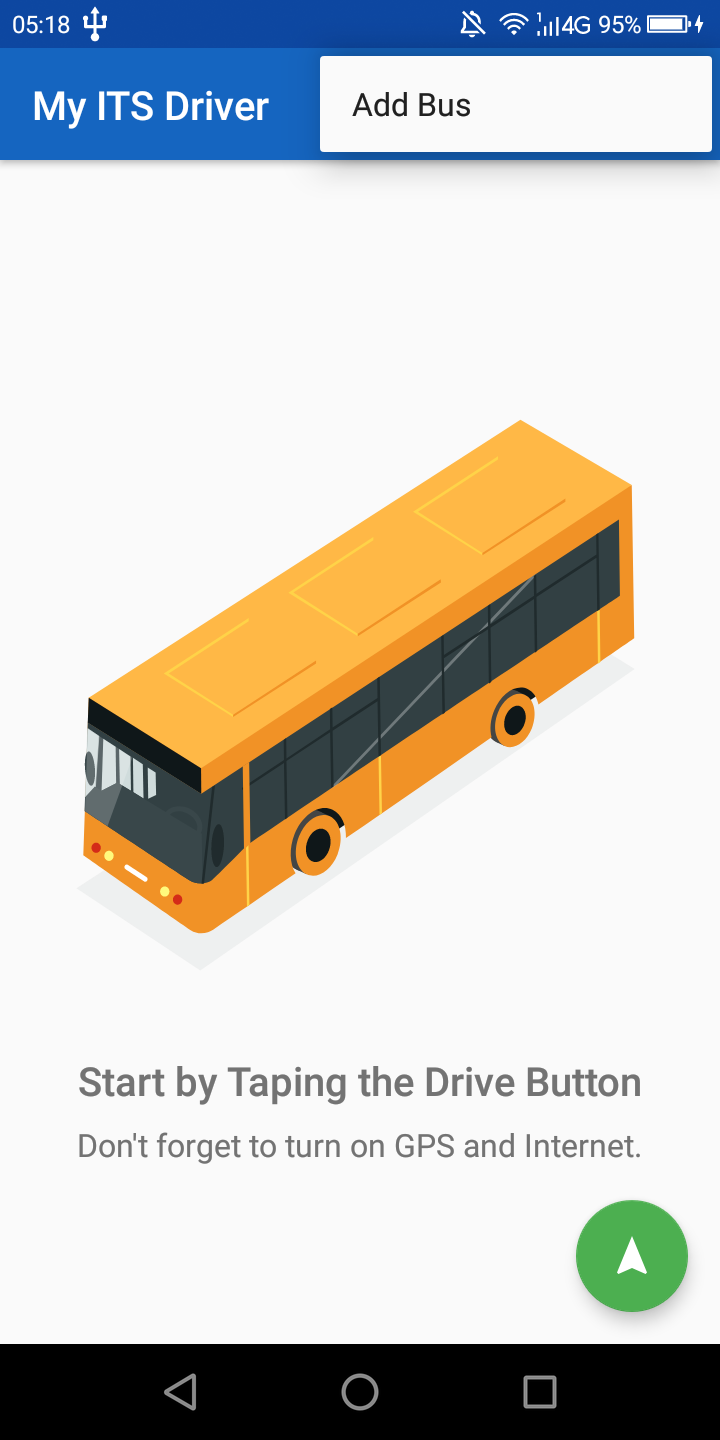 05:18 4G 95%
My ITS Driver
Add Bus
Start by Taping the Drive Button
Don't forget to turn on GPS and Internet.